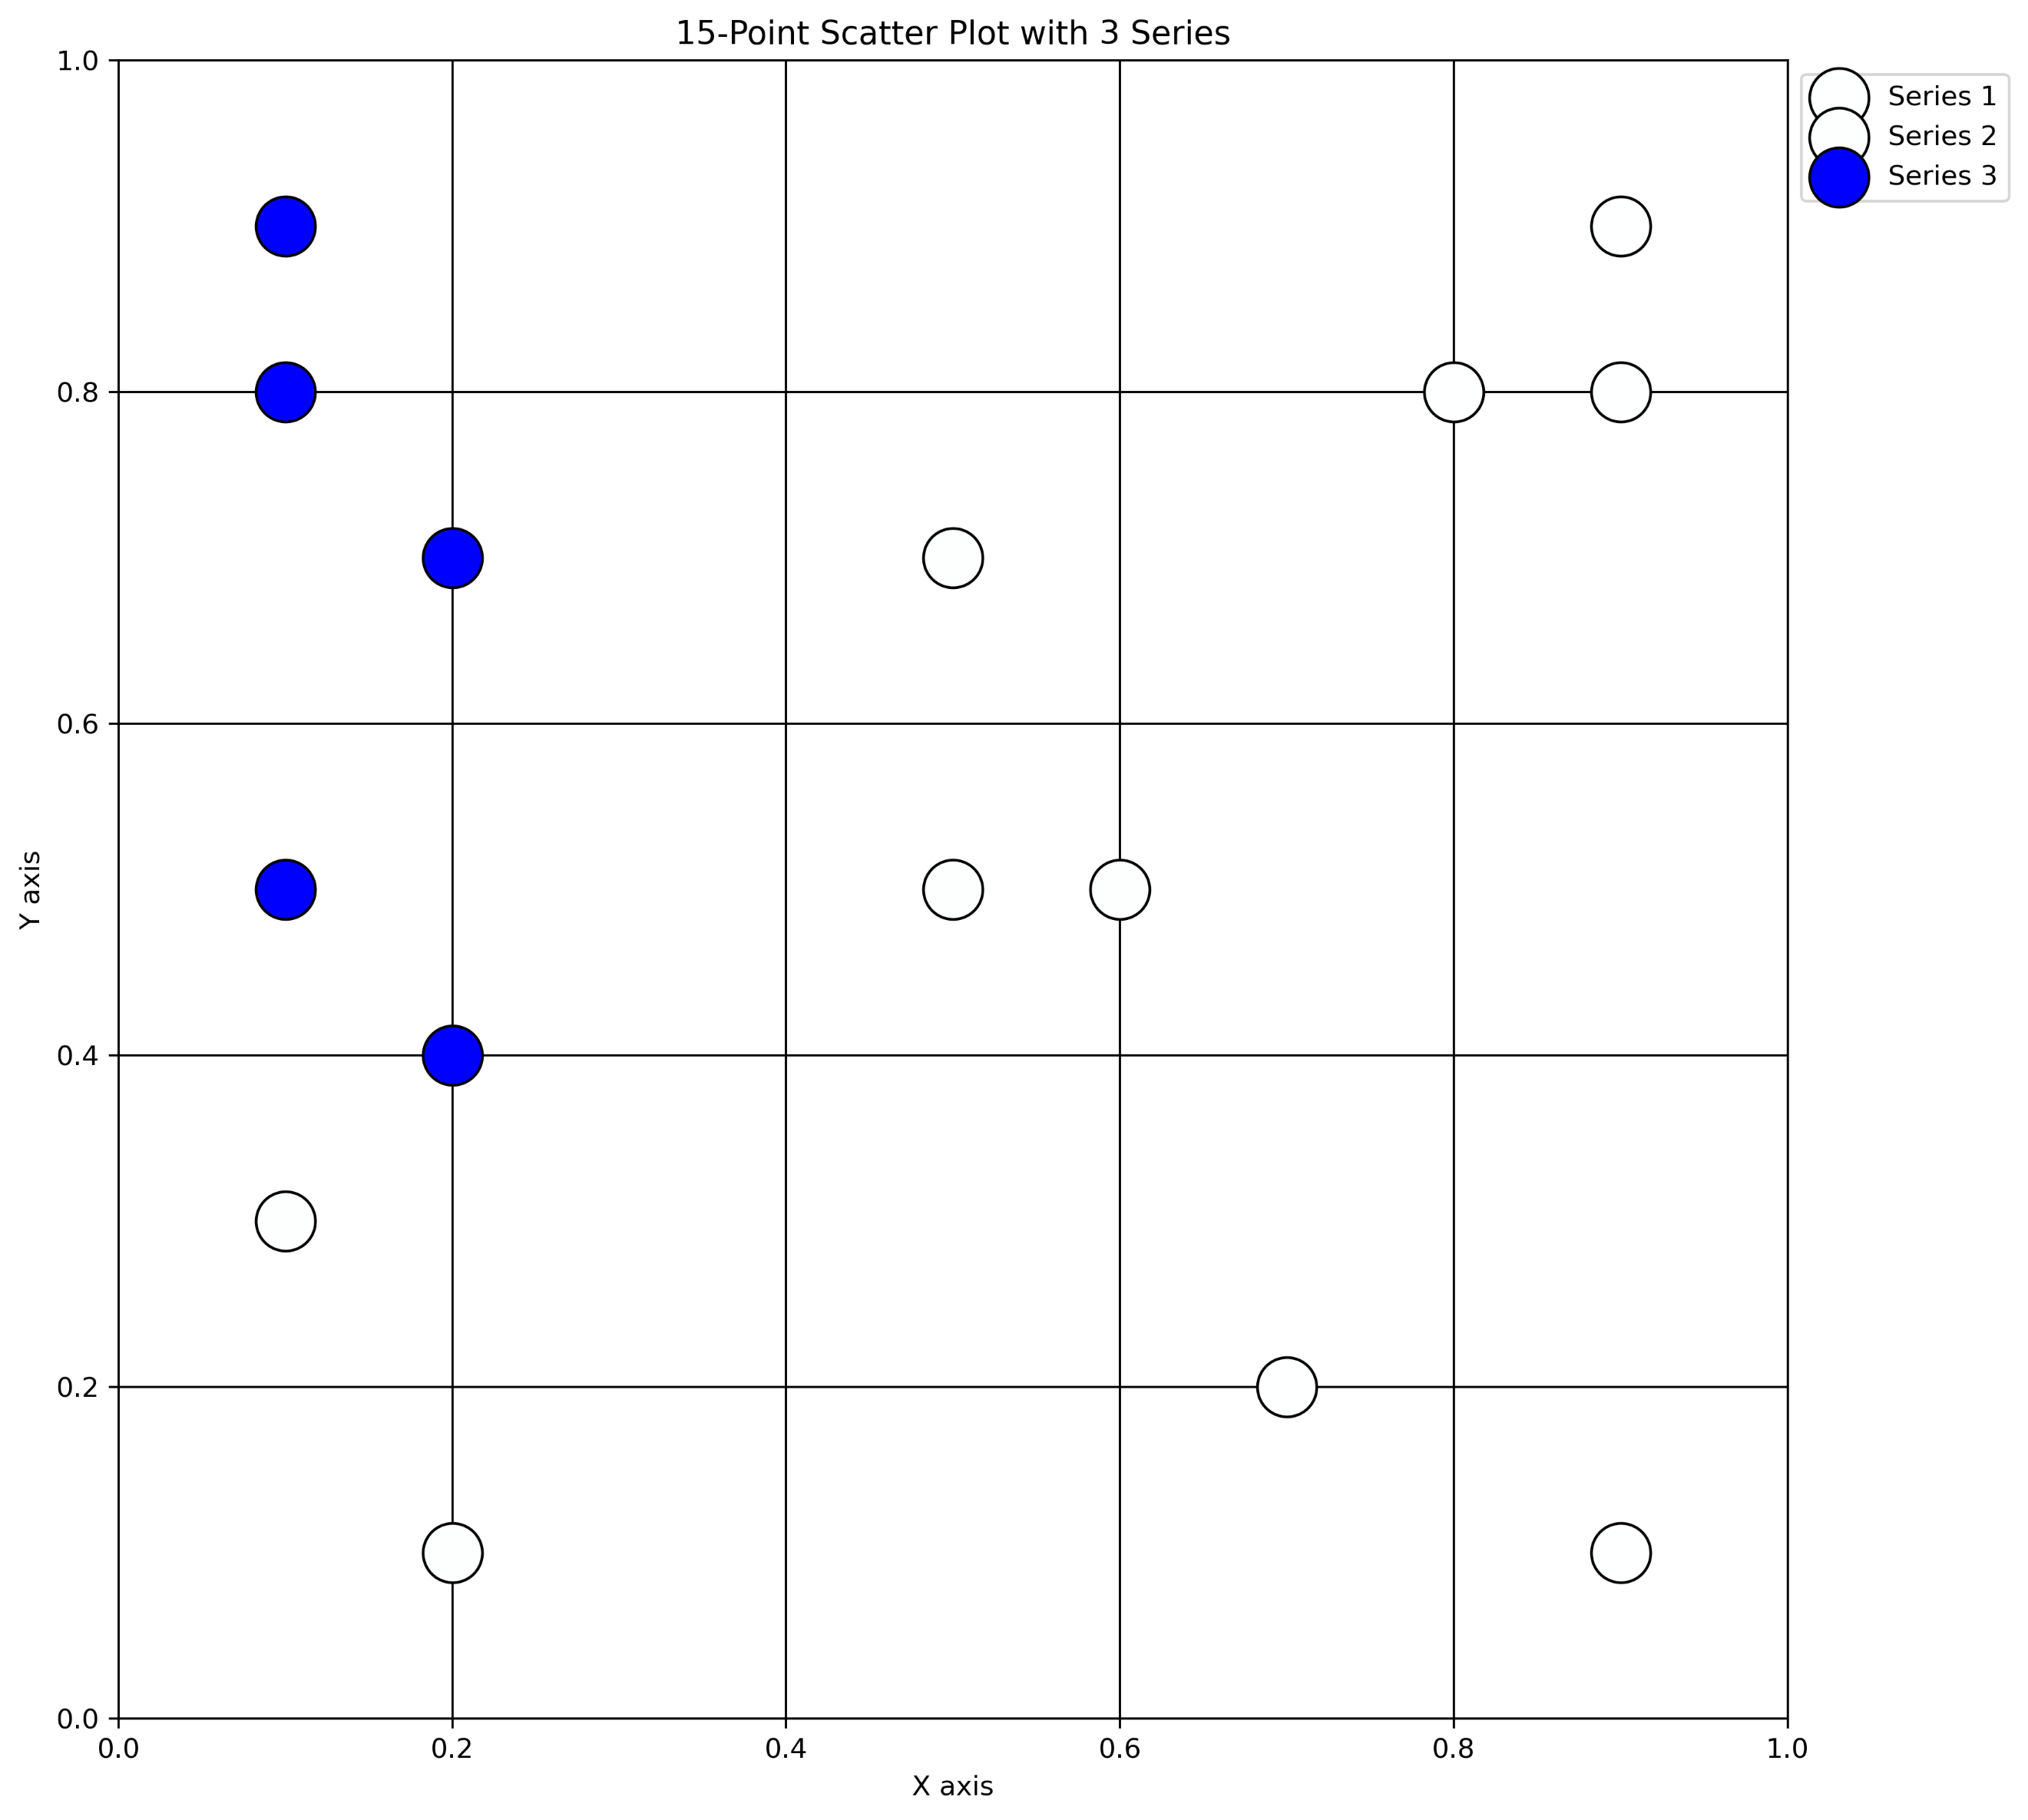 15-Point Scatter Plot with 3 Series
1.0
0.8
0.6
0.4
0.2
0.0
Y axis
0.0 0.2 0.4 0.6 0.8 1.0
X axis
Series 1
Series 2
Series 3